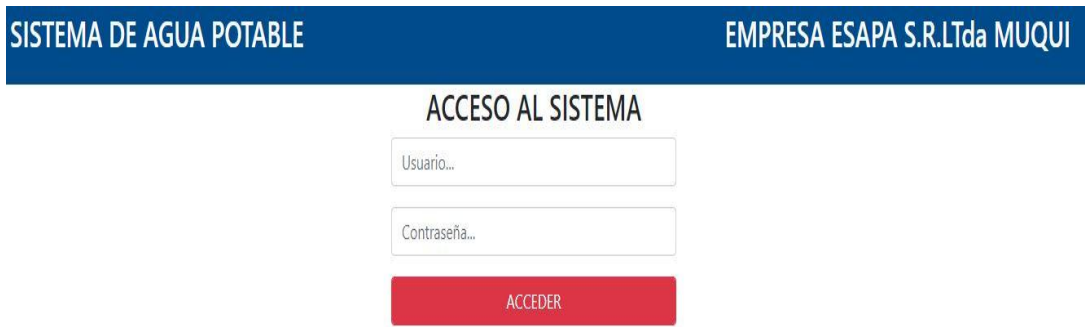 SISTEMA DE AGUA POTABLE
EMPRESA ESAPA S.R.LTda MUQUI
ACCESO AL SISTEMA
Usuario...
Contraseña...
ACCEDER